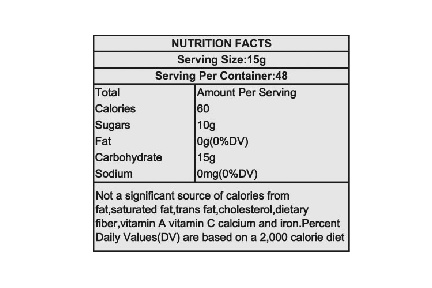 NUTRITION FACTS
Serving Size:15g
Serving Per Container:48
Total Amount Per Serving
Calories 60
Sugars 10g
Fat 0g(0%DV)
Carbohydrate 15g
Sodium 0mg(0%DV)
Not a significant source of calories from
fat,saturated fat,trans fat,cholesterol,dietary
fiber,vitamin A vitamin C calcium and iron.Percent
Daily Values(DV) are based on a 2,000 calorie diet